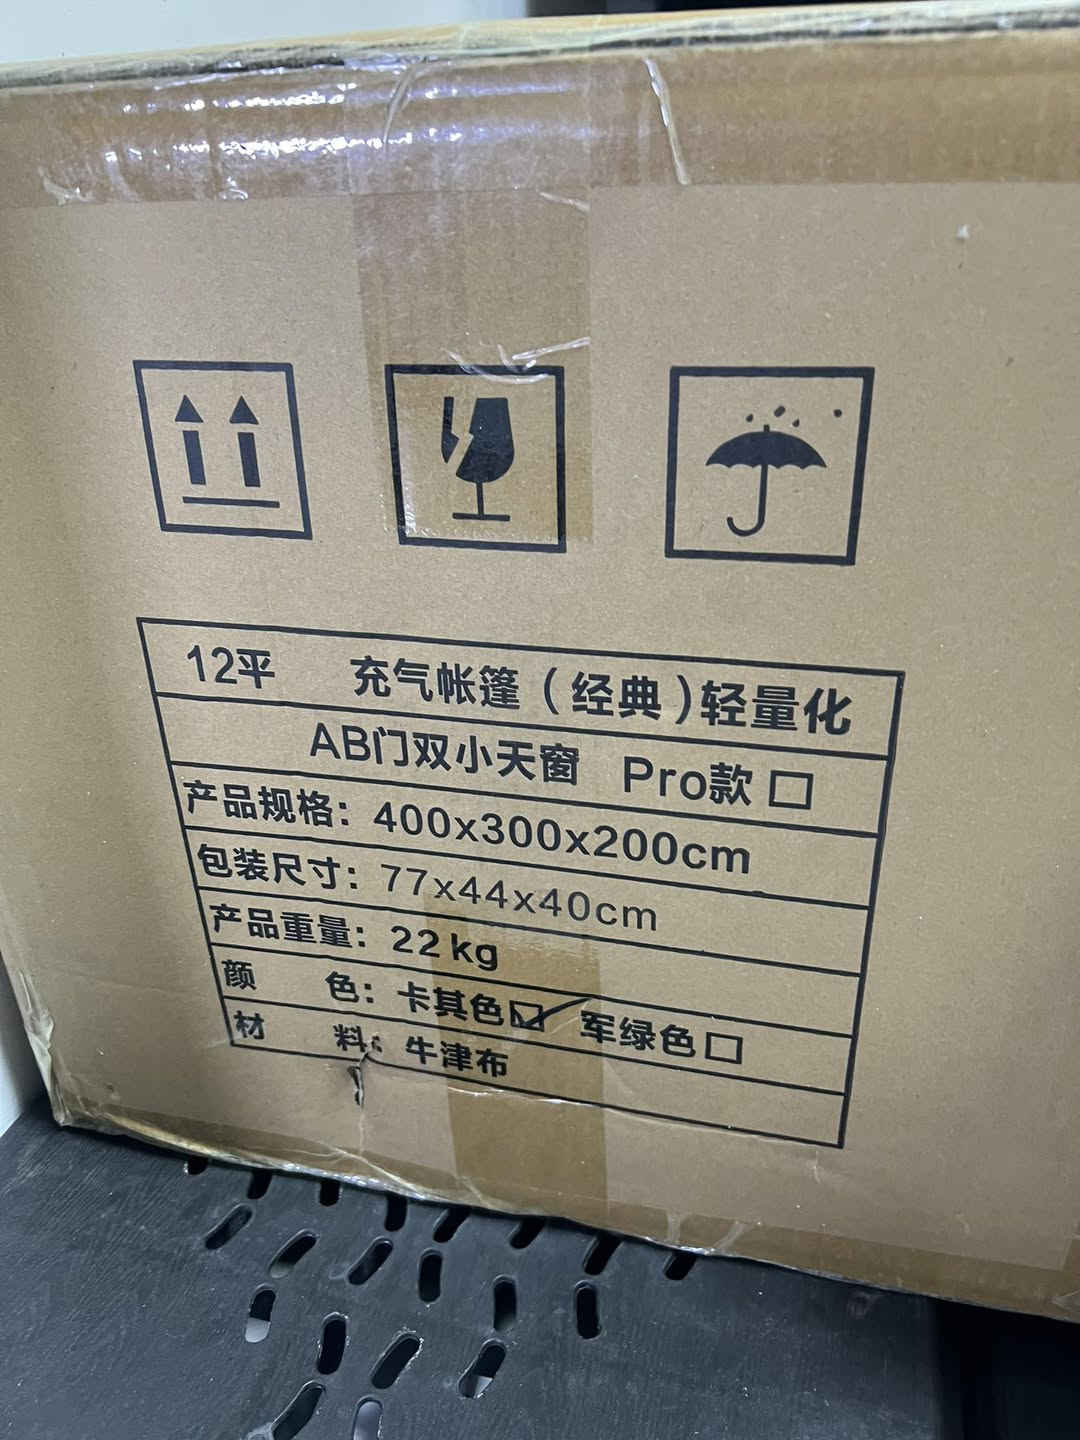 12平 充气帐篷（经典）轻量化
AB门双小天窗 Pro款□
产品规格：400x300x200cm
包装尺寸：77x44x40cm
产品重量：22kg
颜 色：卡其色☑ 军绿色□
材 料：牛津布